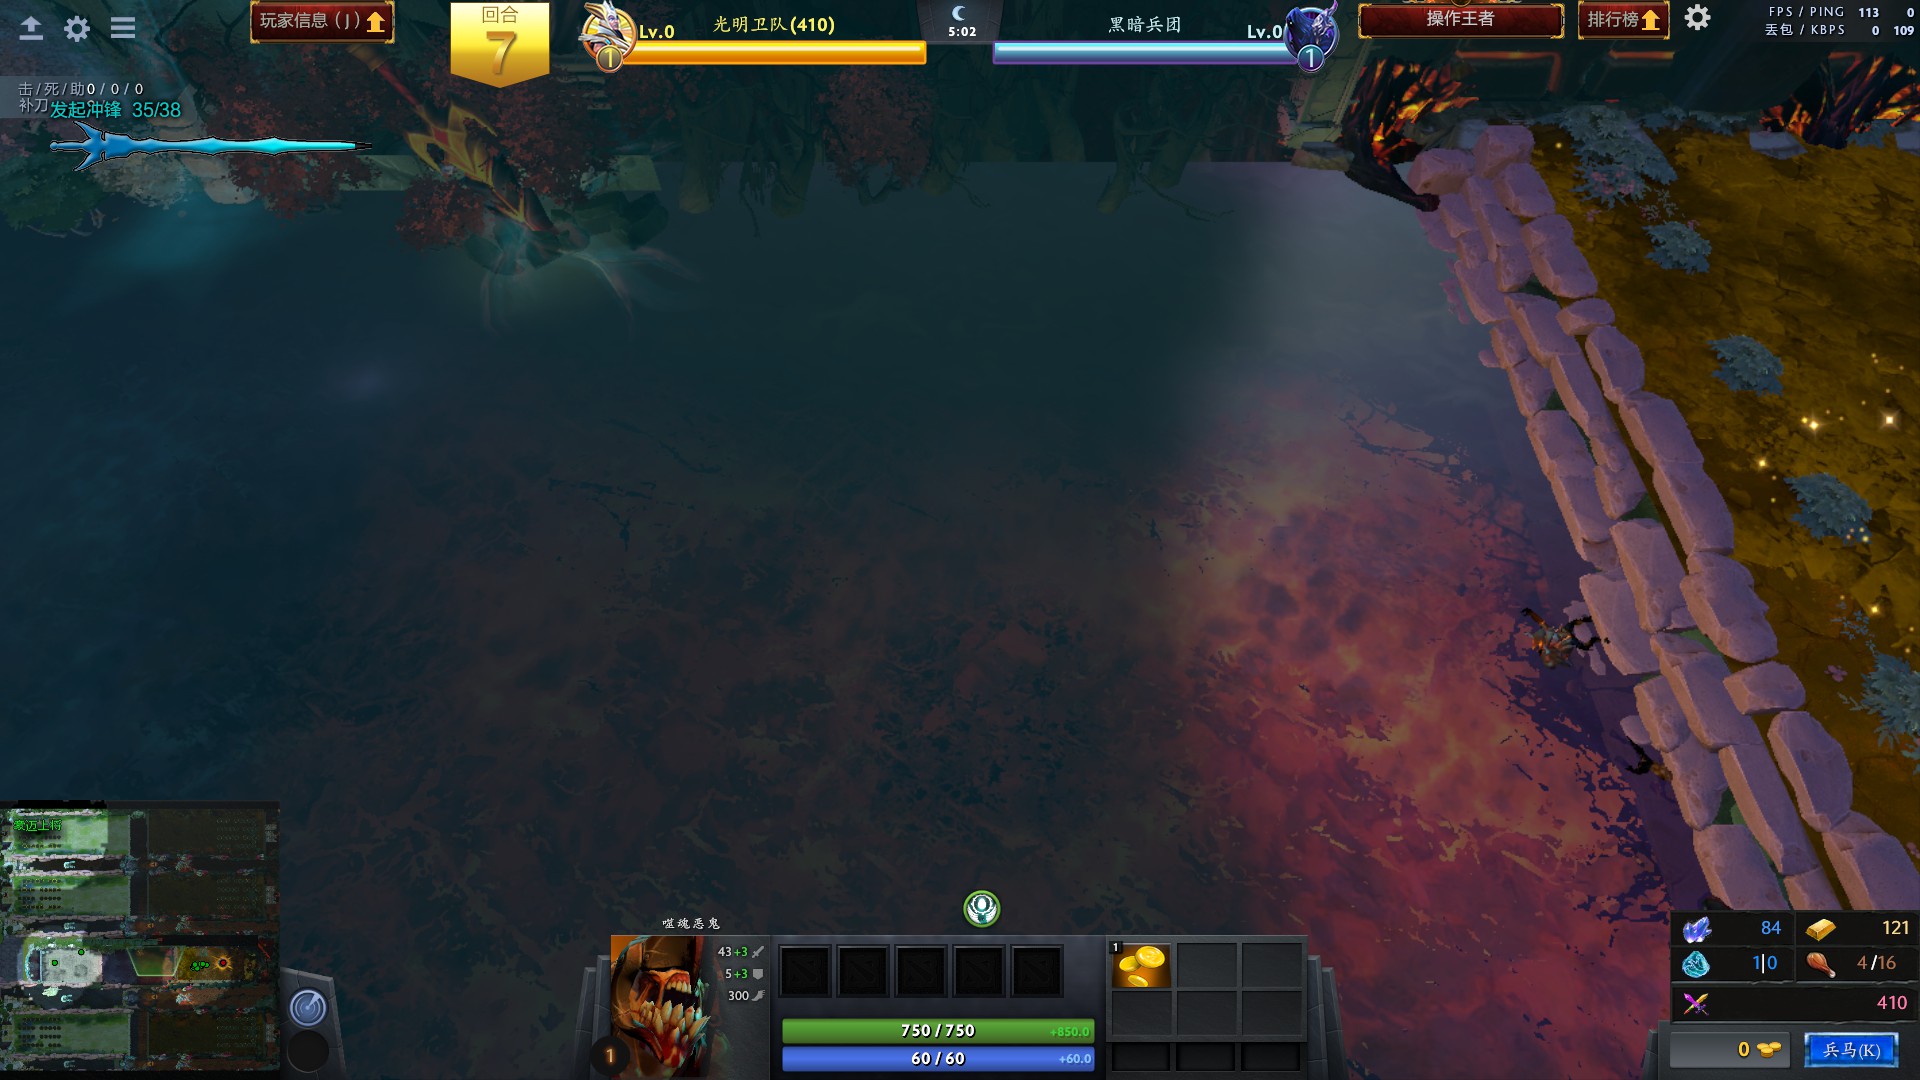 玩家信息 (J)
回合
7
Lv.0
光明卫队(410)
1
5:02
黑暗兵团
Lv.0
1
操作王者
排行榜
FPS / PING 113 0
丢包 / KBPS 0 109
击/死/助0 / 0 / 0
补刀
发起冲锋 35/38
豪迈上将
噬魂恶鬼
43+3
5+3
300
1
750 / 750
+850.0
60 / 60
+60.0
1
84
121
1|0
4/16
410
0
兵马(K)